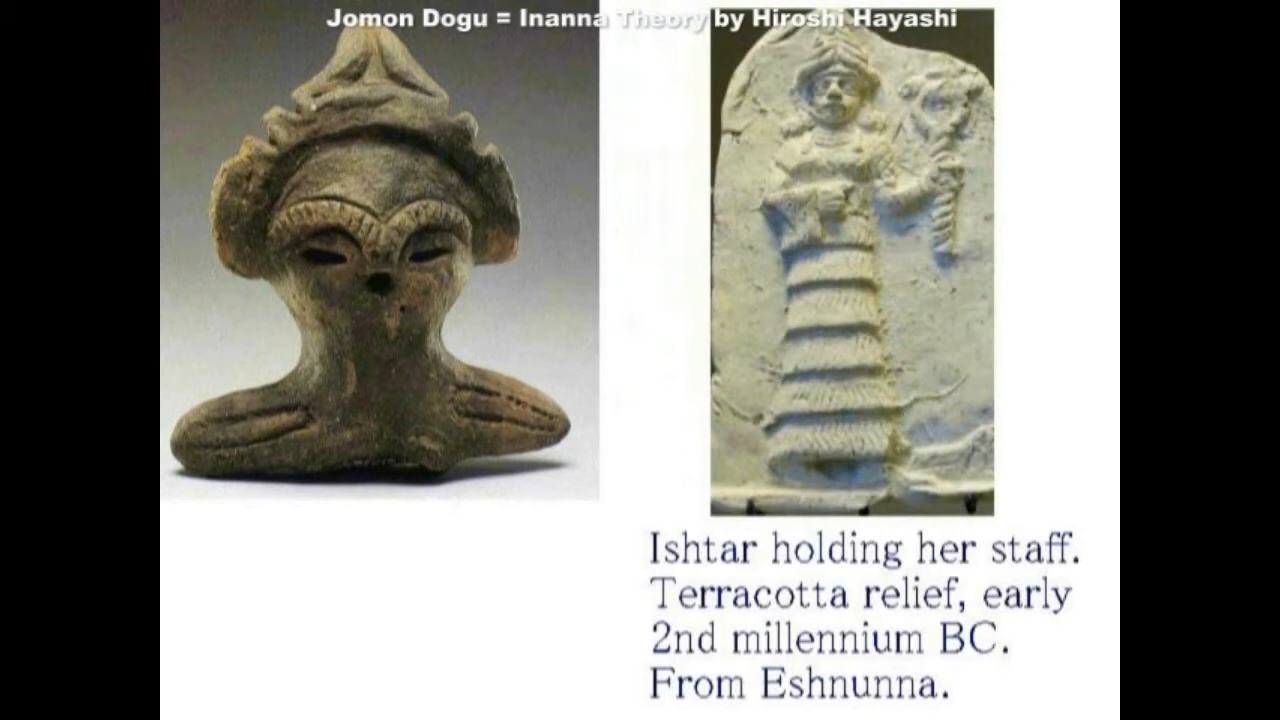 Jomon Dogu = Inanna Theory by Hiroshi Hayashi
Ishtar holding her staff.
Terracotta relief, early
2nd millennium BC.
From Eshnunna.